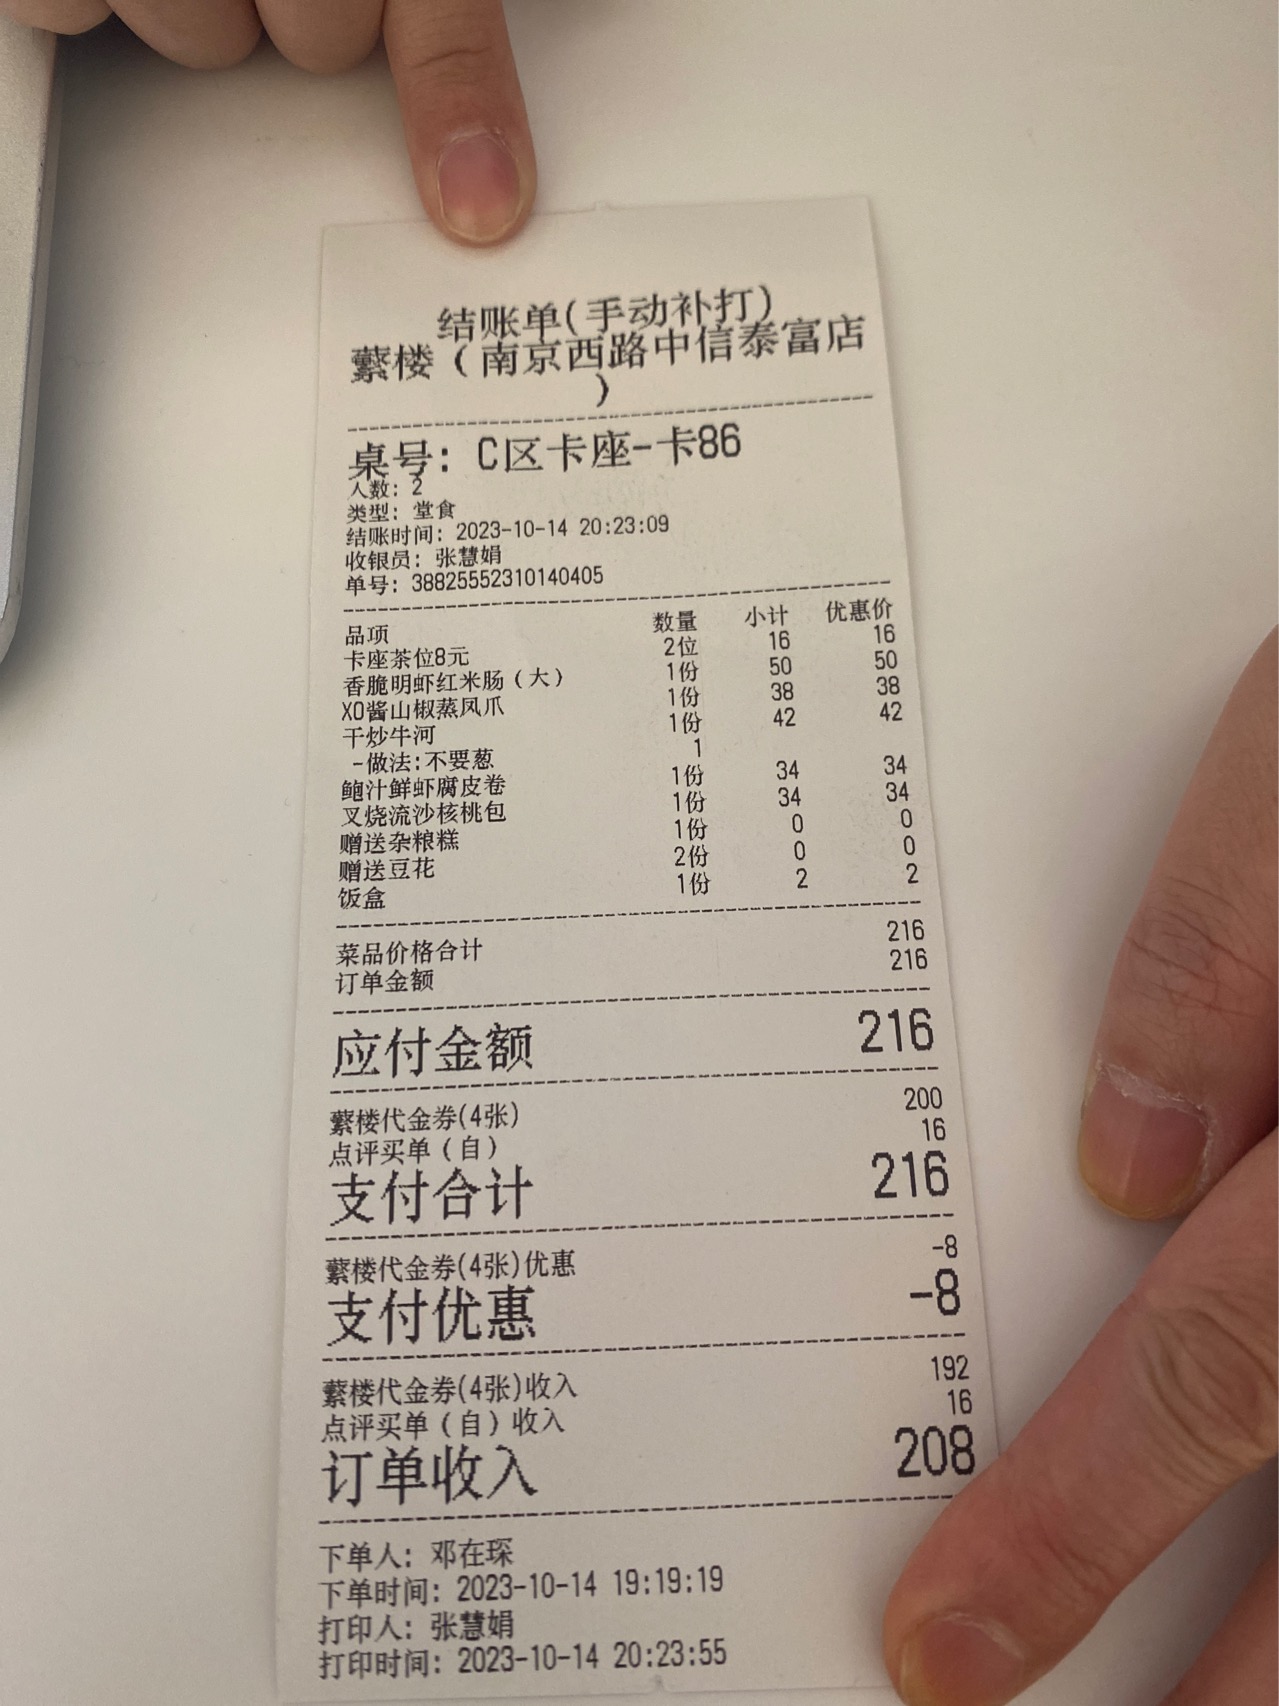 结账单(手动补打)
蘩楼（南京西路中信泰富店
）
桌号: C区卡座-卡86
人数: 2
类型: 堂食
结账时间: 2023-10-14 20:23:09
收银员: 张慧娟
单号: 38825552310140405
品项 数量 小计 优惠价
卡座茶位8元 2位 16 16
香脆明虾红米肠（大） 1份 50 50
XO酱山椒蒸凤爪 1份 38 38
干炒牛河 1份 42 42
-做法:不要葱 1
鲍汁鲜虾腐皮卷 1份 34 34
叉烧流沙核桃包 1份 34 34
赠送杂粮糕 1份 0 0
赠送豆花 2份 0 0
饭盒 1份 2 2
菜品价格合计 216
订单金额 216
应付金额 216
蘩楼代金券(4张) 200
点评买单（自） 16
支付合计 216
蘩楼代金券(4张)优惠 -8
支付优惠 -8
蘩楼代金券(4张)收入 192
点评买单（自）收入 16
订单收入 208
下单人: 邓在琛
下单时间: 2023-10-14 19:19:19
打印人: 张慧娟
打印时间: 2023-10-14 20:23:55